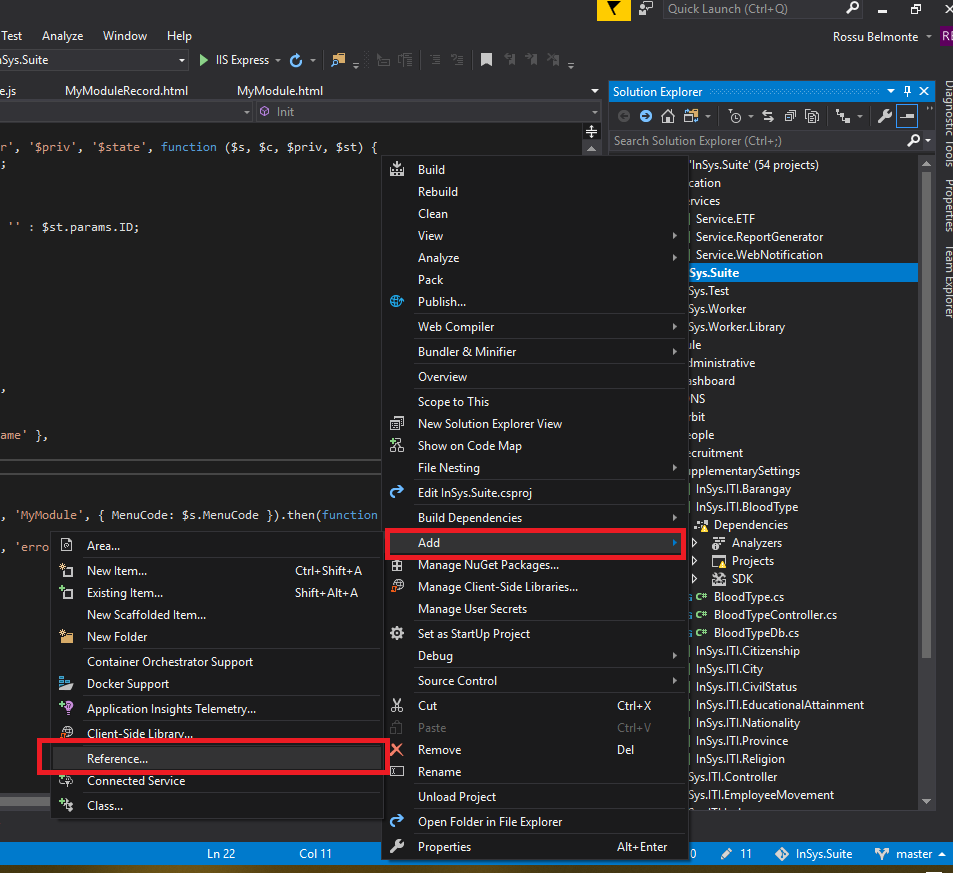 Quick Launch (Ctrl+Q)
Test Analyze Window Help
Rossu Belmonte
nSys.Suite IIS Express
e.js MyModuleRecord.html MyModule.html
Solution Explorer
Init
Search Solution Explorer (Ctrl+;)
r', '$priv', '$state', function ($s, $c, $priv, $st) {
;
'' : $st.params.ID;
,
ame' },
, 'MyModule', { MenuCode: $s.MenuCode }).then(function
, 'erro
Build
Rebuild
Clean
View
Analyze
Pack
Publish...
Web Compiler
Bundler & Minifier
Overview
Scope to This
New Solution Explorer View
Show on Code Map
File Nesting
Edit InSys.Suite.csproj
Build Dependencies
Add
Manage NuGet Packages...
Manage Client-Side Libraries...
Manage User Secrets
Set as StartUp Project
Debug
Source Control
Cut Ctrl+X
Paste Ctrl+V
Remove Del
Rename
Unload Project
Open Folder in File Explorer
Properties Alt+Enter
Area...
New Item... Ctrl+Shift+A
Existing Item... Shift+Alt+A
New Scaffolded Item...
New Folder
Container Orchestrator Support
Docker Support
Application Insights Telemetry...
Client-Side Library...
Reference...
Connected Service
Class...
'InSys.Suite' (54 projects)
cation
ervices
Service.ETF
Service.ReportGenerator
Service.WebNotification
Sys.Suite
Sys.Test
Sys.Worker
Sys.Worker.Library
ule
dministrative
ashboard
NS
rbit
eople
ecruitment
upplementarySettings
InSys.ITI.Barangay
InSys.ITI.BloodType
Dependencies
Analyzers
Projects
SDK
C# BloodType.cs
C# BloodTypeController.cs
C# BloodTypeDb.cs
InSys.ITI.Citizenship
InSys.ITI.City
InSys.ITI.CivilStatus
InSys.ITI.EducationalAttainment
InSys.ITI.Nationality
InSys.ITI.Province
InSys.ITI.Religion
Sys.ITI.Controller
Sys.ITI.EmployeeMovement
Diagnostic Tools
Properties
Team Explorer
Ln 22 Col 11 0 11 InSys.Suite master